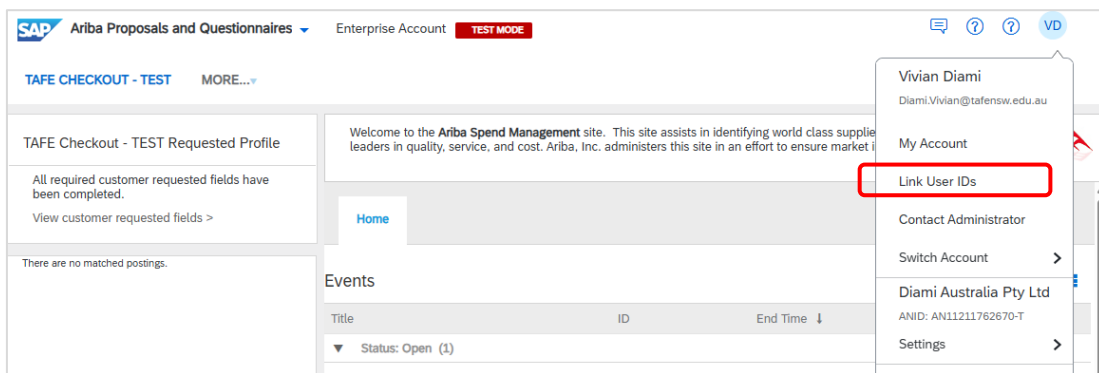 SAP Ariba Proposals and Questionnaires Enterprise Account TEST MODE VD
TAFE CHECKOUT - TEST MORE...
TAFE Checkout - TEST Requested Profile
All required customer requested fields have
been completed.
View customer requested fields >
There are no matched postings.
Welcome to the Ariba Spend Management site. This site assists in identifying world class supplie
leaders in quality, service, and cost. Ariba, Inc. administers this site in an effort to ensure market i
Home
Events
Title ID End Time ↓
Status: Open (1)
Vivian Diami
Diami.Vivian@tafensw.edu.au
My Account
Link User IDs
Contact Administrator
Switch Account
Diami Australia Pty Ltd
ANID: AN11211762670-T
Settings